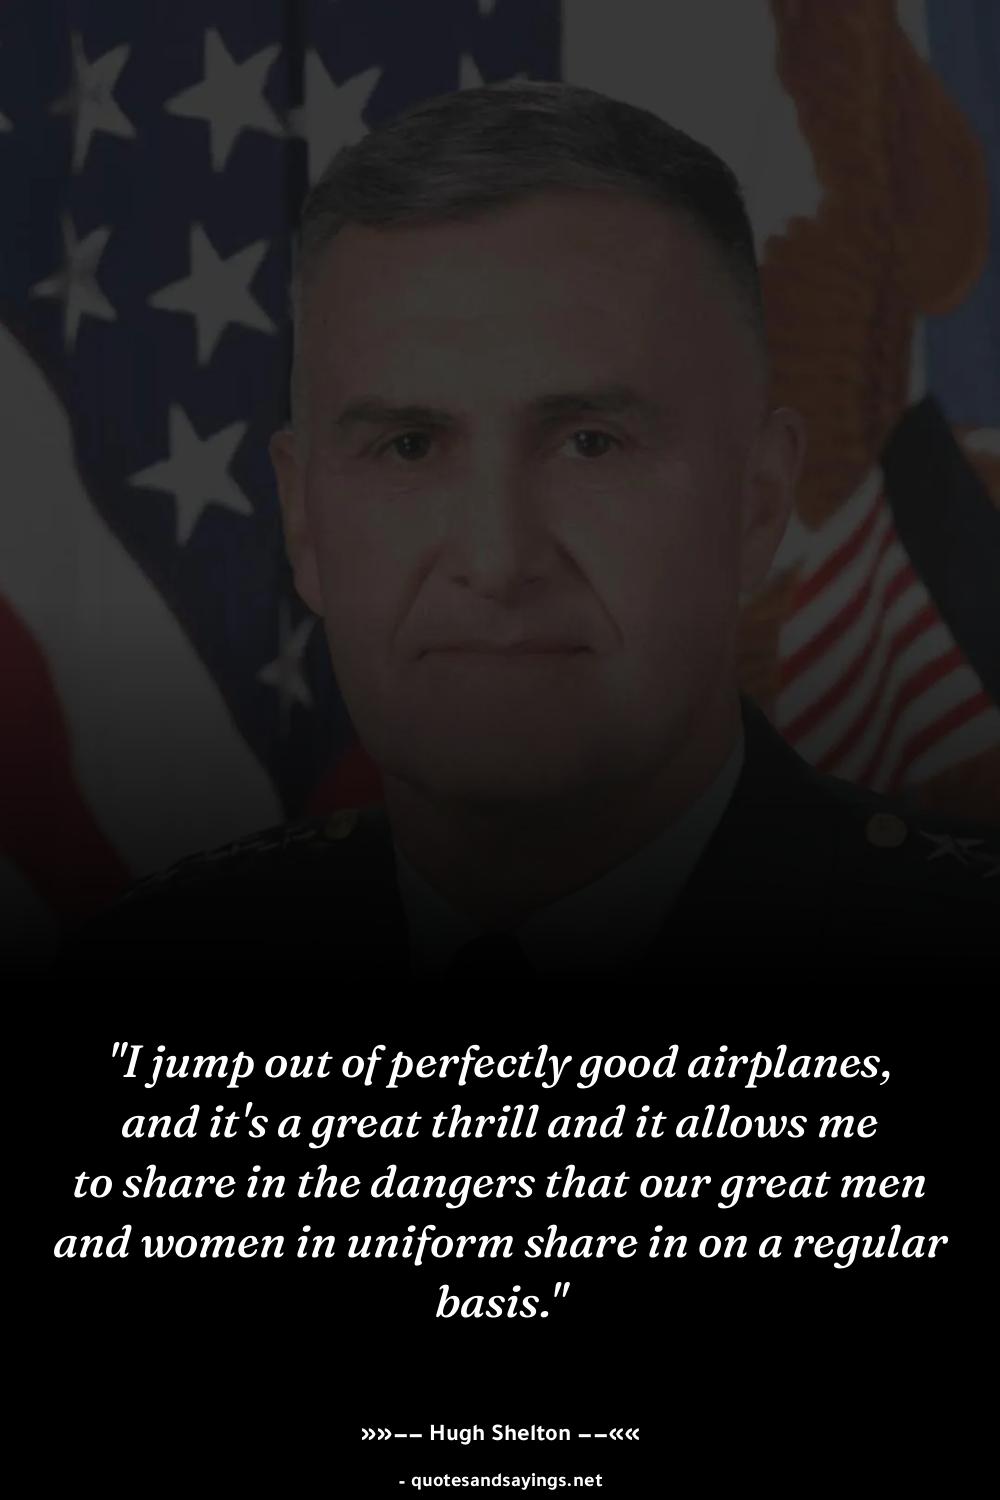 "I jump out of perfectly good airplanes,
and it's a great thrill and it allows me
to share in the dangers that our great men
and women in uniform share in on a regular
basis."
»»−− Hugh Shelton −−««
- quotesandsayings.net